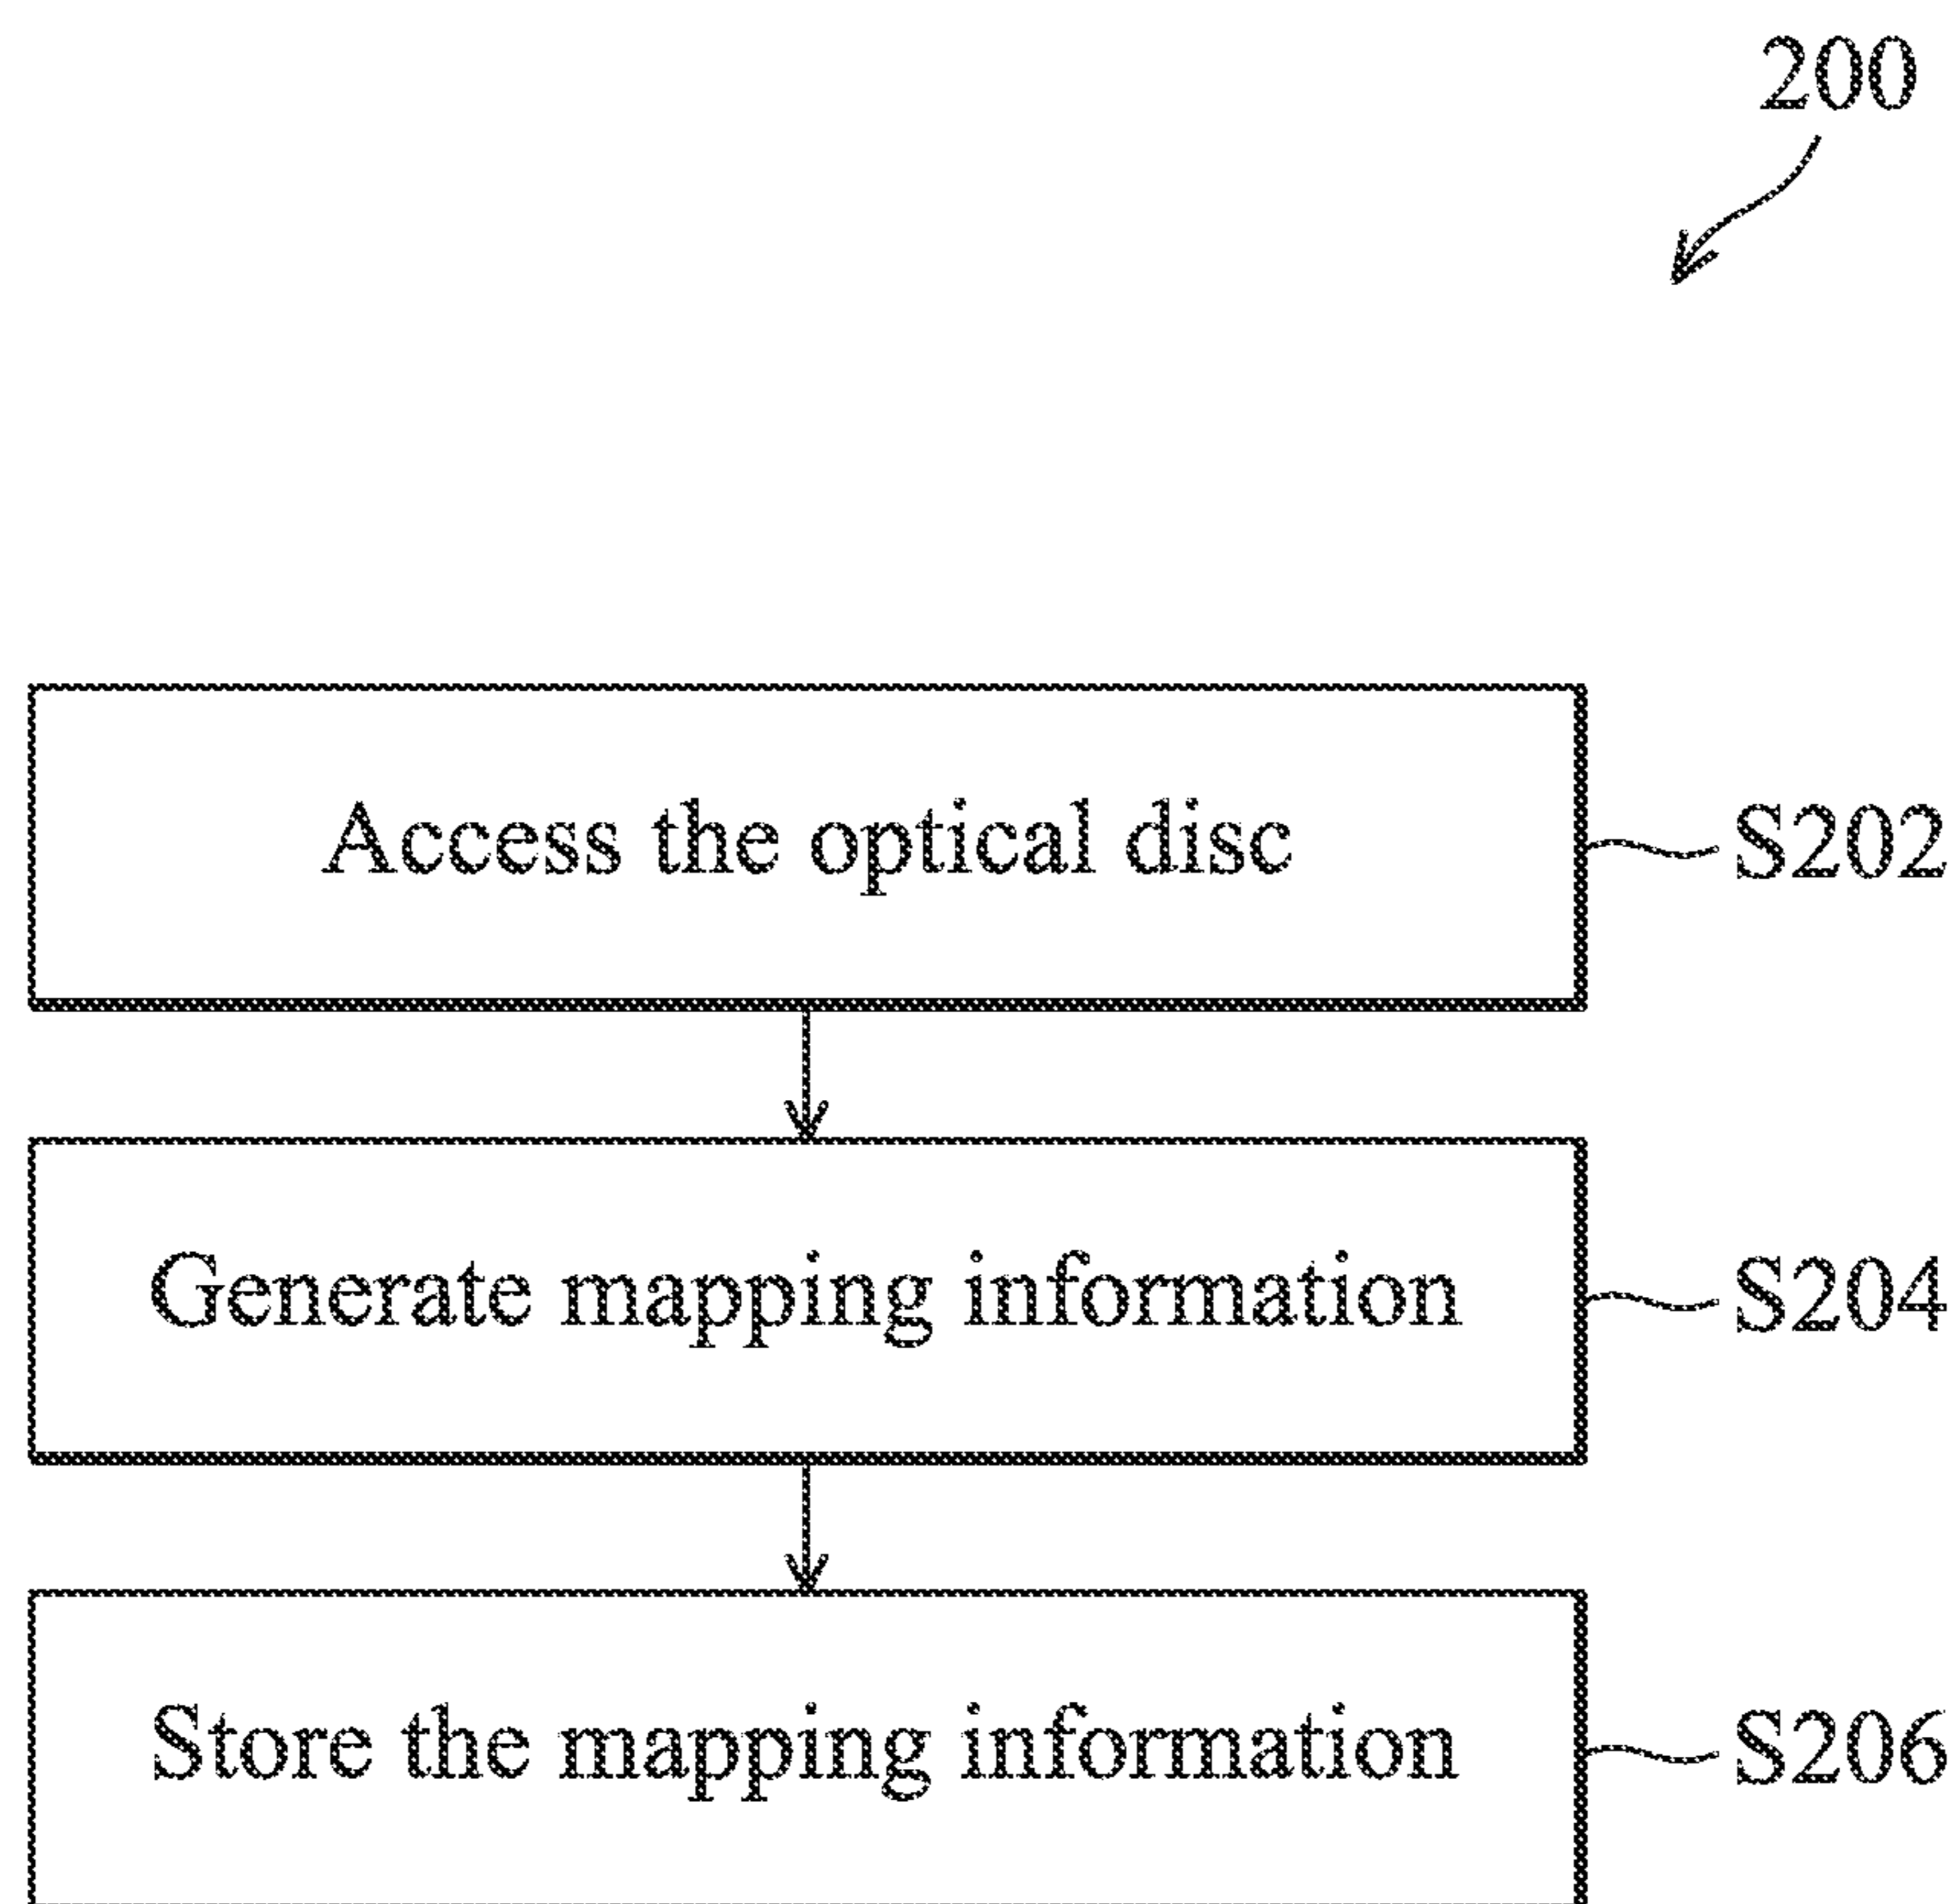 200
Access the optical disc
S202
Generate mapping information
S204
Store the mapping information
S206